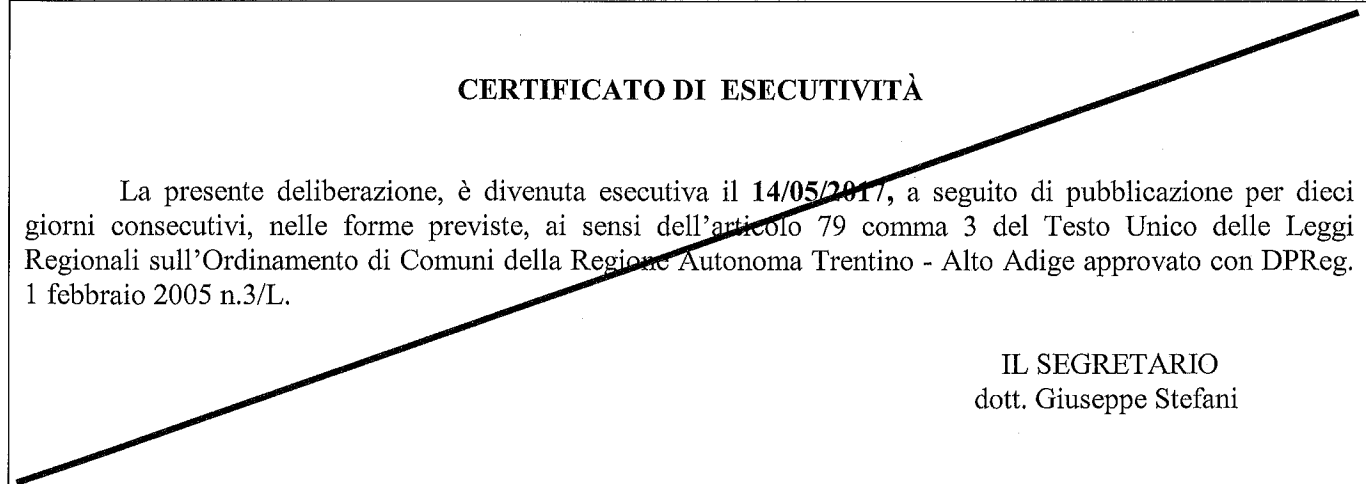 CERTIFICATO DI ESECUTIVITÀ
La presente deliberazione, è divenuta esecutiva il 14/05/2017, a seguito di pubblicazione per dieci
giorni consecutivi, nelle forme previste, ai sensi dell'articolo 79 comma 3 del Testo Unico delle Leggi
Regionali sull'Ordinamento di Comuni della Regione Autonoma Trentino - Alto Adige approvato con DPReg.
1 febbraio 2005 n.3/L.
IL SEGRETARIO
dott. Giuseppe Stefani